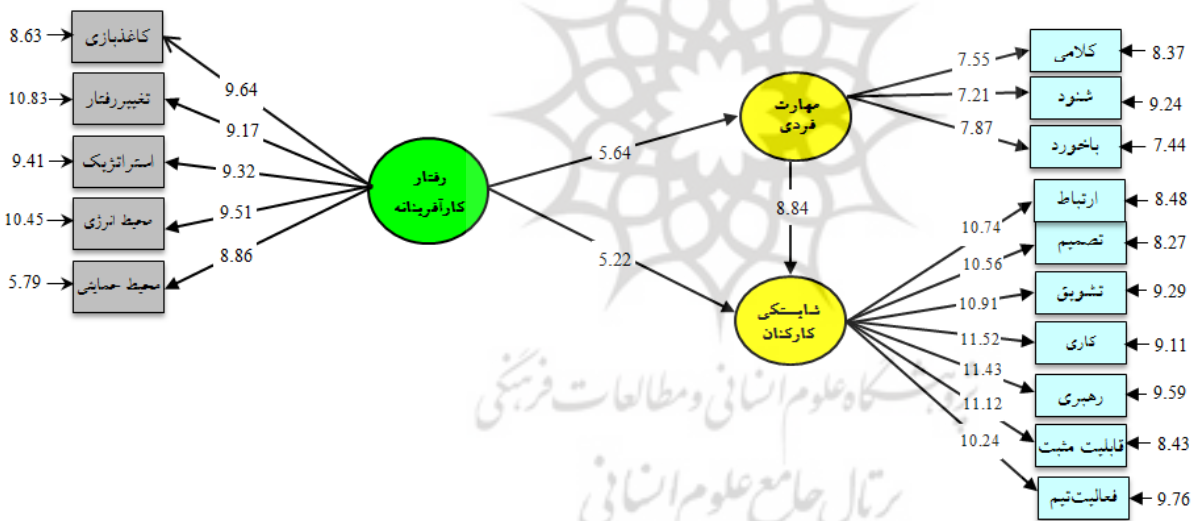 8.63
کاغذبازی
10.83
تغییررفتار
9.41
استراتژیک
10.45
محیط انرژی
5.79
محیط حمایتی
9.64
9.17
9.32
9.51
8.86
رفتار
کارآفرینانه
5.64
5.22
مهارت
فردی
8.84
شایستگی
کارکنان
7.55
7.21
7.87
10.74
10.56
10.91
11.52
11.43
11.12
10.24
کلامی
8.37
شنود
9.24
باخورد
7.44
ارتباط
8.48
تصمیم
8.27
تشویق
9.29
کاری
9.11
رهبری
9.59
قابلیت مثبت
8.43
فعالیت‌تیم
9.76
پژوهشگاه علوم انسانی و مطالعات فرهنگی
پرتال جامع علوم انسانی